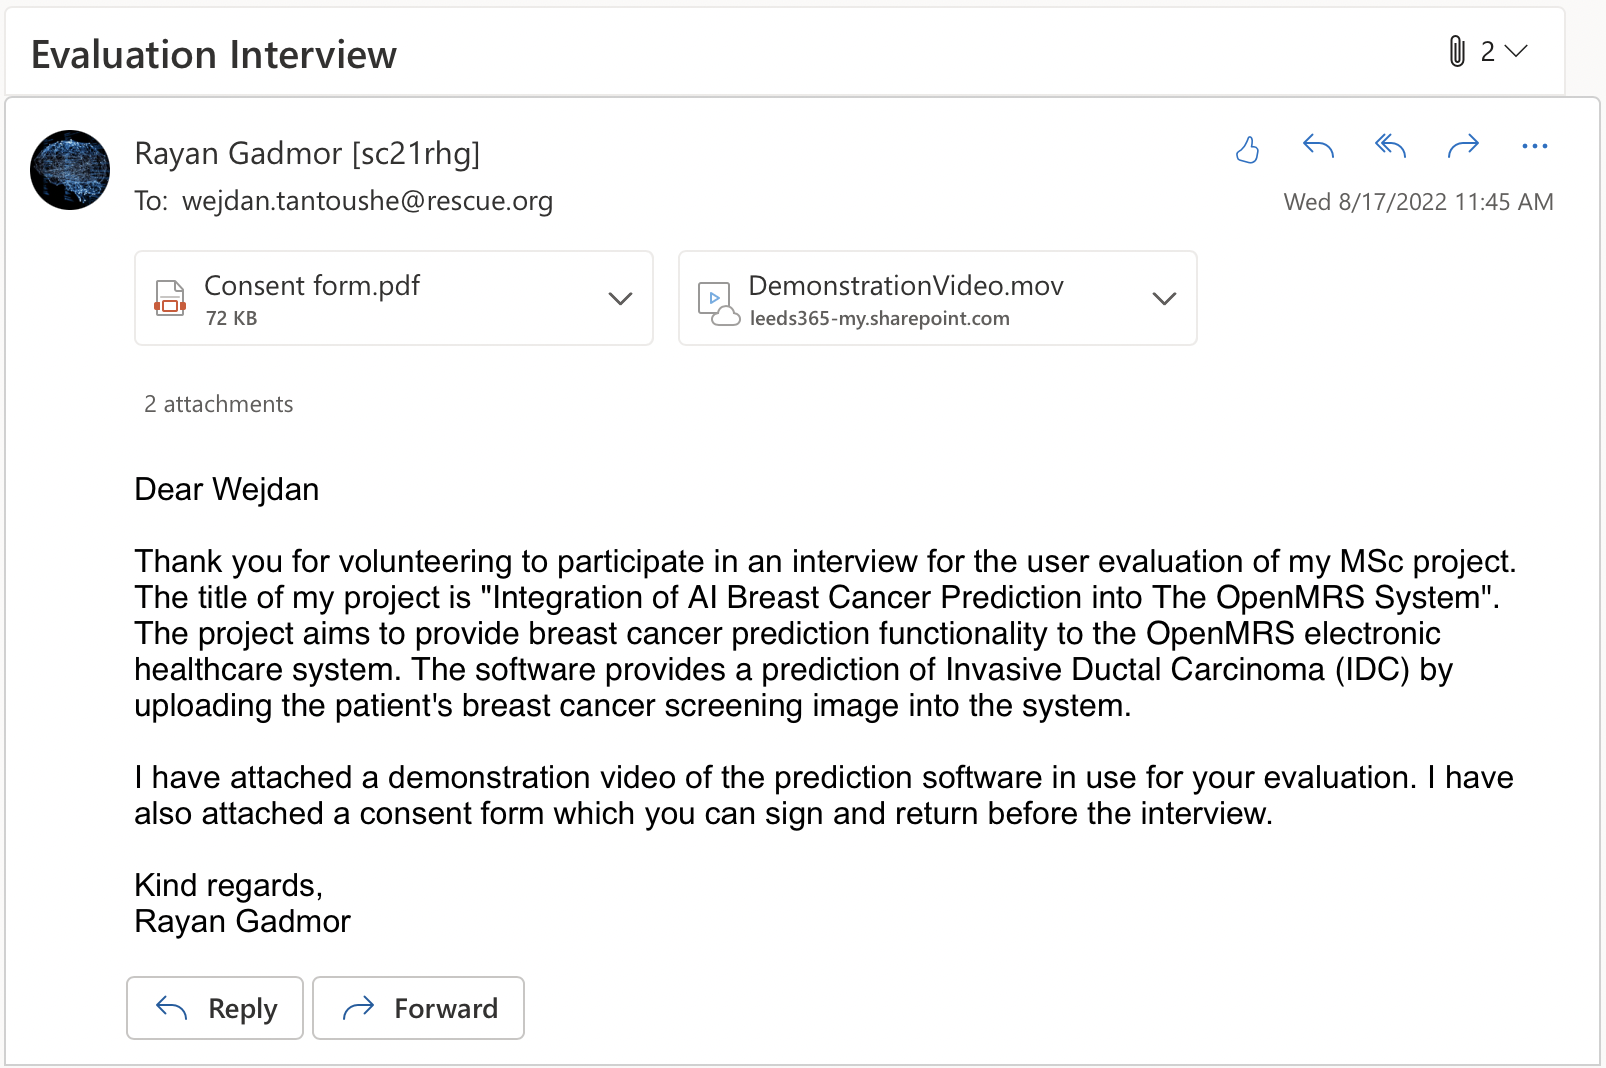 Evaluation Interview
2
Rayan Gadmor [sc21rhg]
To: wejdan.tantoushe@rescue.org
Wed 8/17/2022 11:45 AM
Consent form.pdf
72 KB
DemonstrationVideo.mov
leeds365-my.sharepoint.com
2 attachments
Dear Wejdan
Thank you for volunteering to participate in an interview for the user evaluation of my MSc project.
The title of my project is "Integration of AI Breast Cancer Prediction into The OpenMRS System".
The project aims to provide breast cancer prediction functionality to the OpenMRS electronic
healthcare system. The software provides a prediction of Invasive Ductal Carcinoma (IDC) by
uploading the patient's breast cancer screening image into the system.
I have attached a demonstration video of the prediction software in use for your evaluation. I have
also attached a consent form which you can sign and return before the interview.
Kind regards,
Rayan Gadmor
Reply
Forward